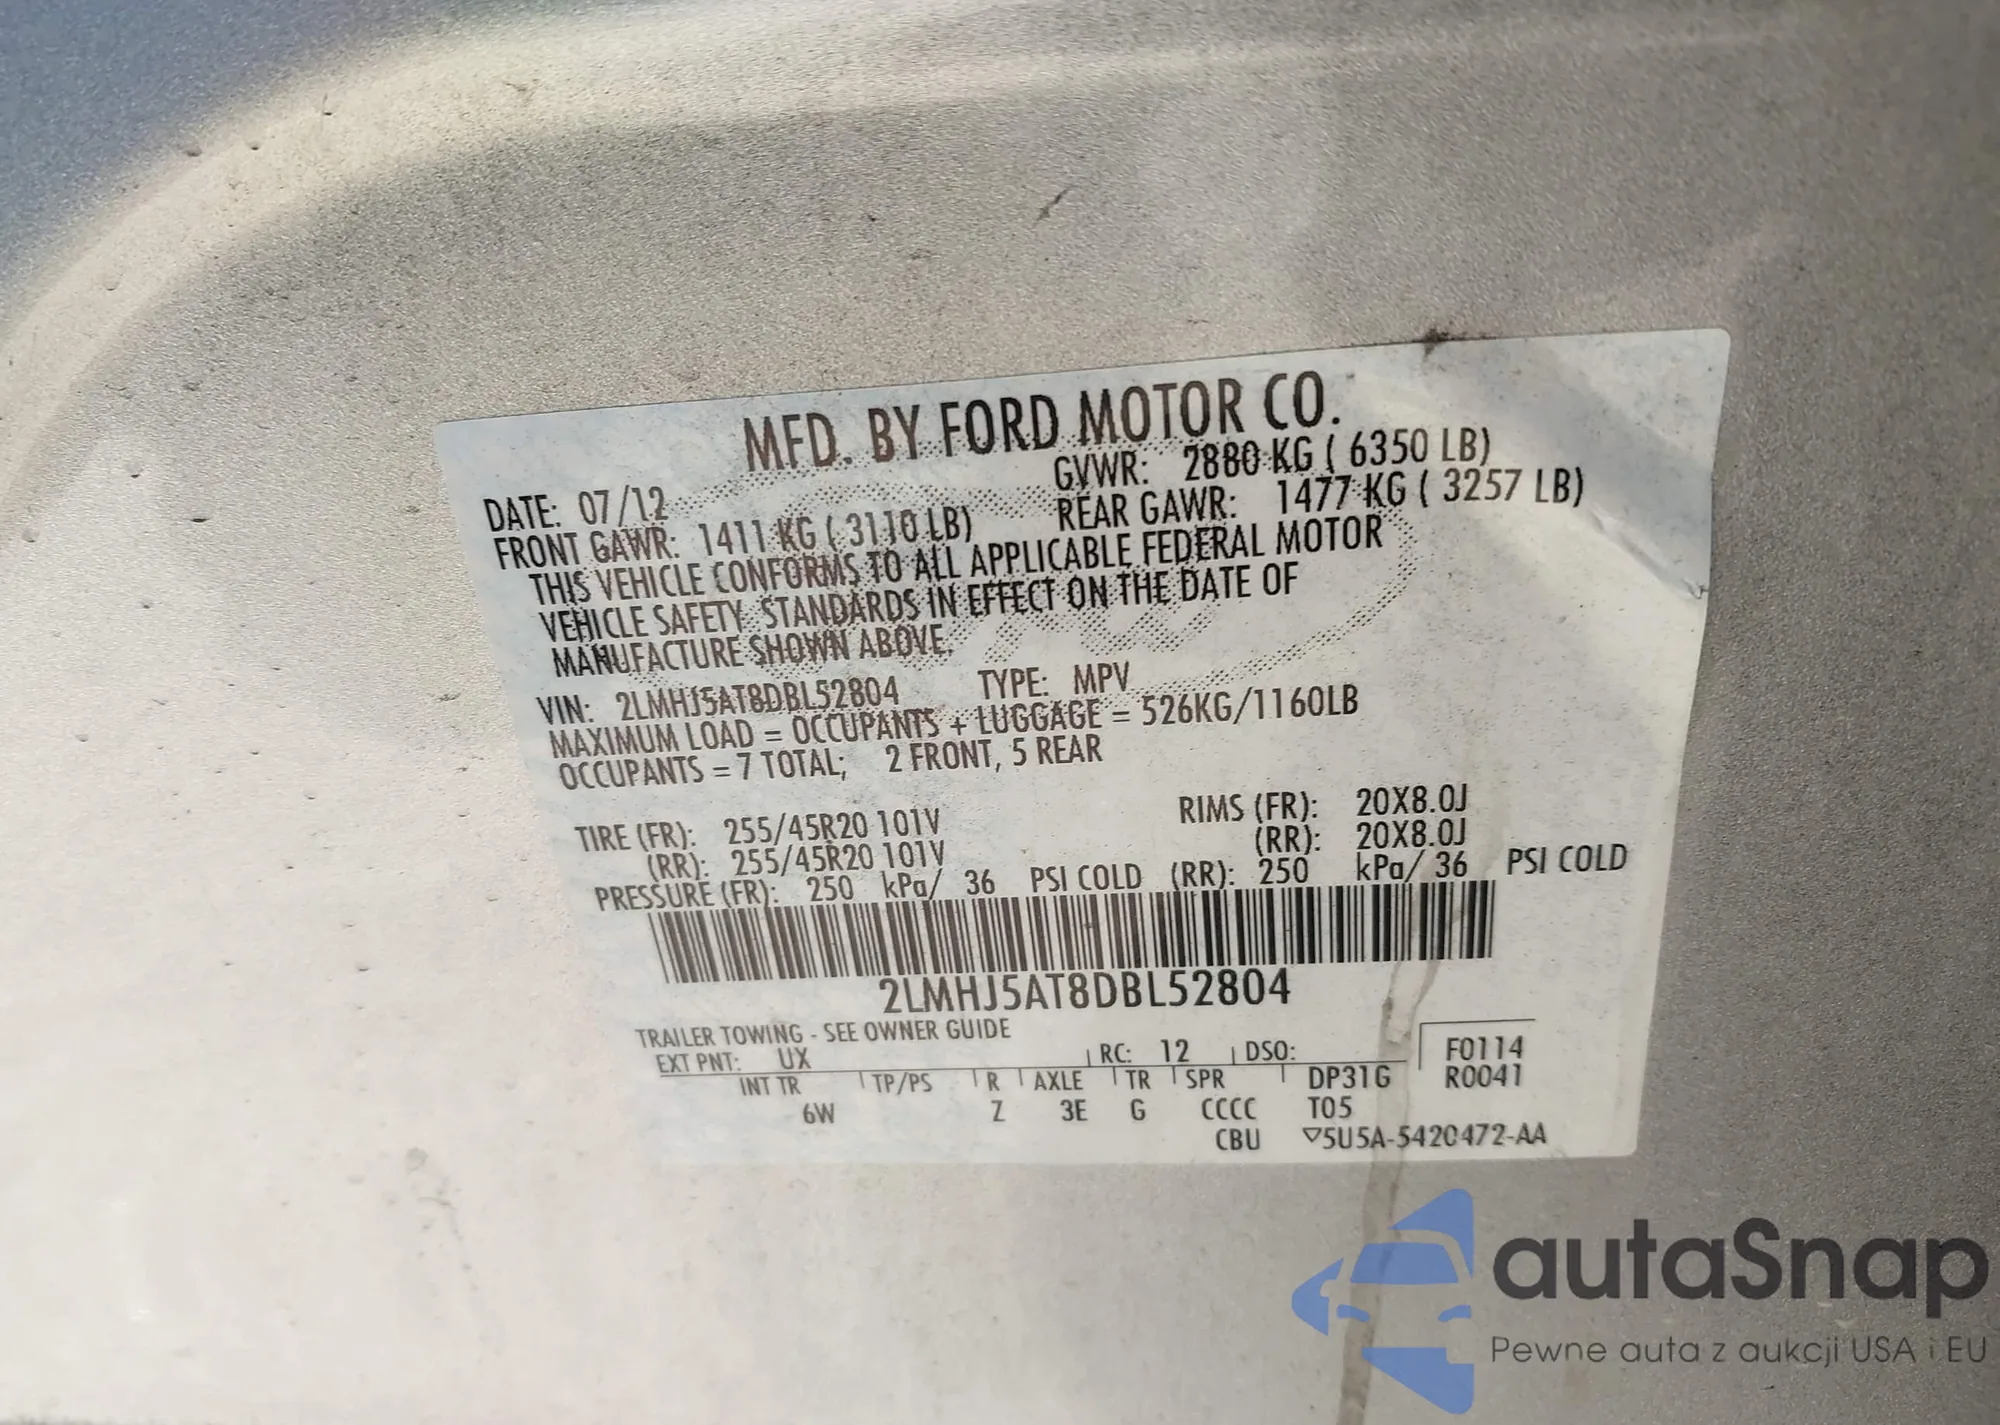 MFD. BY FORD MOTOR CO.
DATE: 07/12 GVWR: 2880 KG ( 6350 LB)
FRONT GAWR: 1411 KG ( 3110 LB) REAR GAWR: 1477 KG ( 3257 LB)
THIS VEHICLE CONFORMS TO ALL APPLICABLE FEDERAL MOTOR
VEHICLE SAFETY STANDARDS IN EFFECT ON THE DATE OF
MANUFACTURE SHOWN ABOVE.
VIN: 2LMHJ5AT8DBL52804 TYPE: MPV
MAXIMUM LOAD = OCCUPANTS + LUGGAGE = 526KG/1160LB
OCCUPANTS = 7 TOTAL; 2 FRONT, 5 REAR
TIRE (FR): 255/45R20 101V RIMS (FR): 20X8.0J
(RR): 255/45R20 101V (RR): 20X8.0J
PRESSURE (FR): 250 kPa/ 36 PSI COLD (RR): 250 kPa/ 36 PSI COLD
2LMHJ5AT8DBL52804
TRAILER TOWING - SEE OWNER GUIDE
EXT PNT: UX RC: 12 DSO: F0114
INT TR TP/PS R AXLE TR SPR DP31G R0041
6W Z 3E G CCCC T05
CBU ▽5U5A-5420472-AA
autaSnap
Pewne auta z aukcji USA i EU